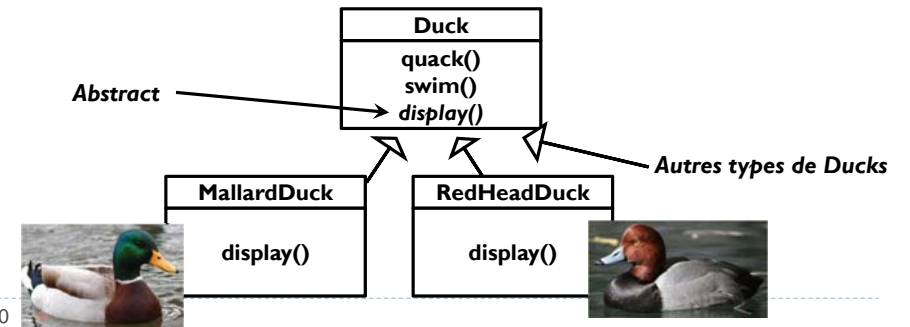 Duck
quack()
swim()
Abstract
display()
Autres types de Ducks
MallardDuck
RedHeadDuck
display()
display()
0